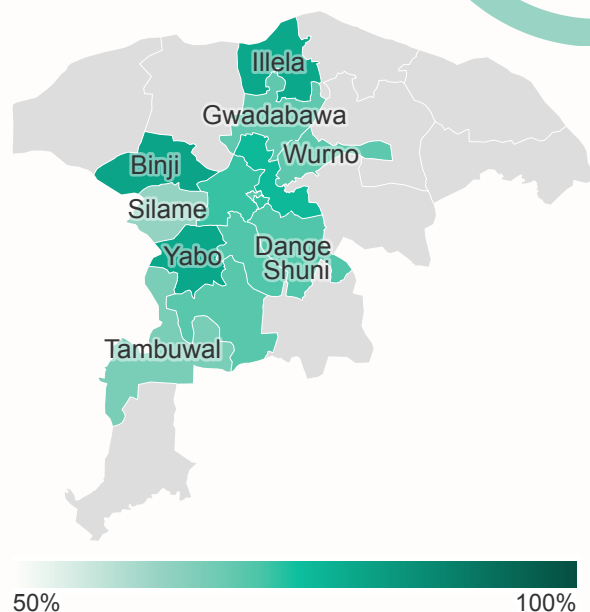 Illela
Gwadabawa
Wurno
Binji
Silame
Yabo
Dange
Shuni
Tambuwal
50%
100%